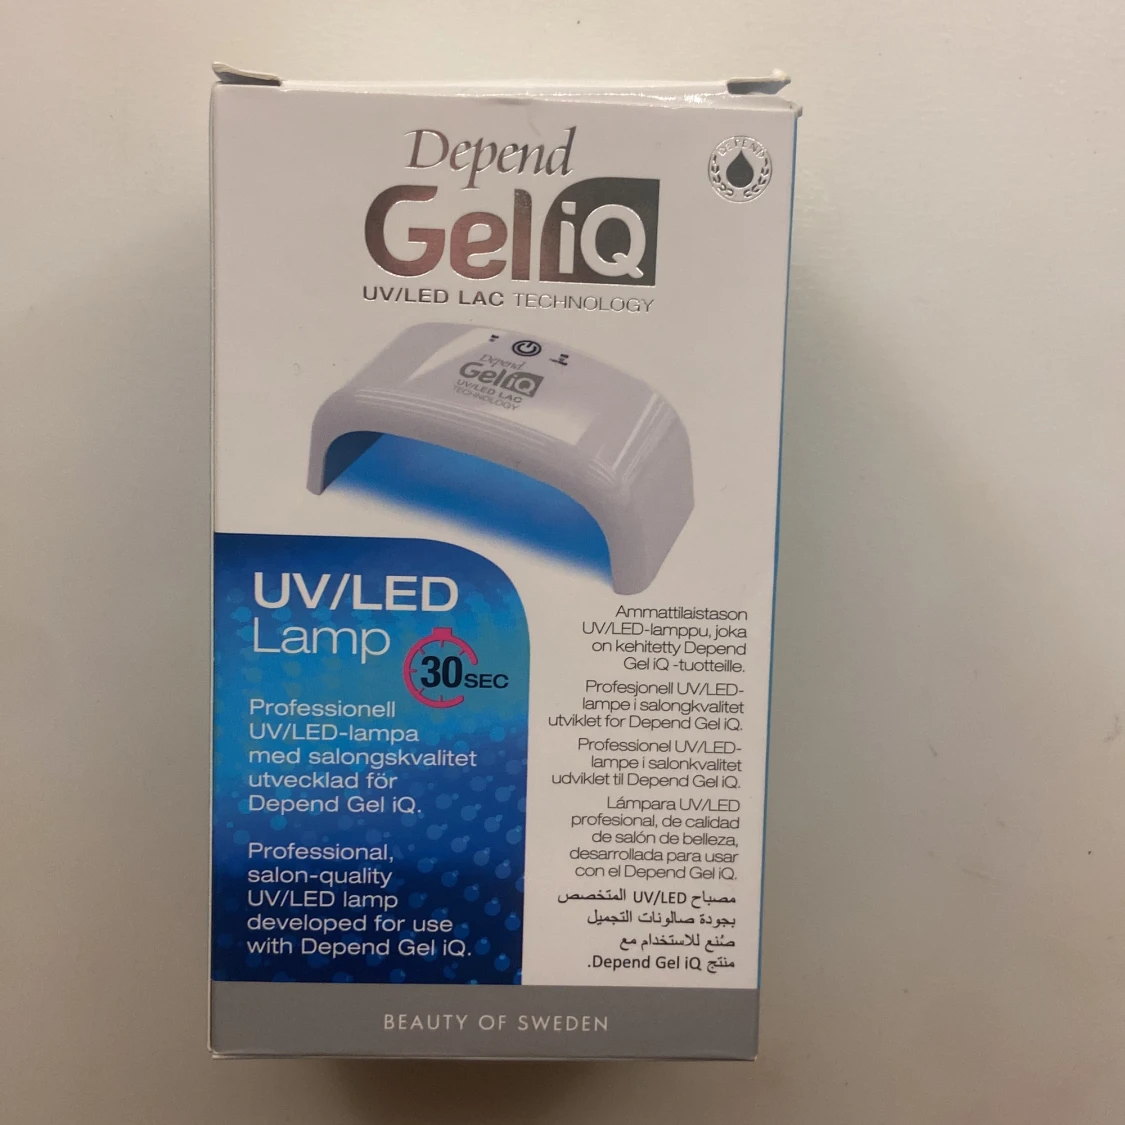 Depend
DEPEND
Gel iQ
UV/LED LAC TECHNOLOGY
Depend
Gel iQ
UV/LED LAC
TECHNOLOGY
UV/LED
Lamp
30 SEC
Professionell
UV/LED-lampa
med salongskvalitet
utvecklad för
Depend Gel iQ.
Professional,
salon-quality
UV/LED lamp
developed for use
with Depend Gel iQ.
Ammattilaistason
UV/LED-lamppu, joka
on kehitetty Depend
Gel iQ -tuotteille.
Profesjonell UV/LED-
lampe i salongkvalitet
utviklet for Depend Gel iQ.
Professionel UV/LED-
lampe i salonkvalitet
udviklet til Depend Gel iQ.
Lámpara UV/LED
profesional, de calidad
de salón de belleza,
desarrollada para usar
con el Depend Gel iQ.
مصباح UV/LED المتخصص
بجودة صالونات التجميل
صُنع للاستخدام مع
منتج Depend Gel iQ.
BEAUTY OF SWEDEN